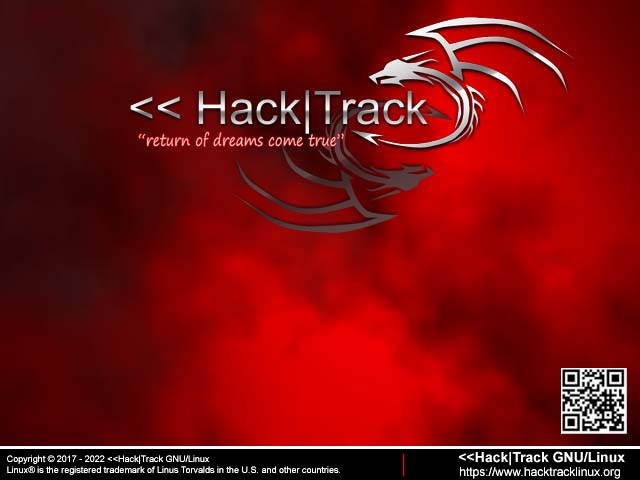 << Hack|Track
“return of dreams come true”
Copyright © 2017 - 2022 <<Hack|Track GNU/Linux
Linux® is the registered trademark of Linus Torvalds in the U.S. and other countries.
<<Hack|Track GNU/Linux
https://www.hacktracklinux.org